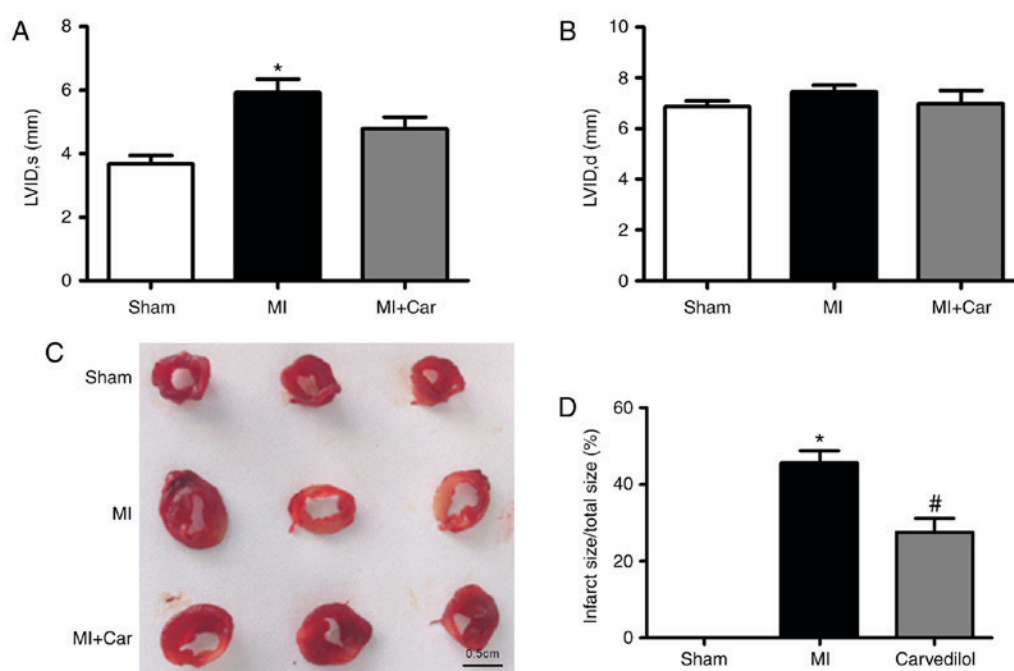 A
LVID,s (mm)
8
6
4
2
0
*
Sham MI MI+Car
B
LVID,d (mm)
10
8
6
4
2
0
Sham MI MI+Car
C
Sham
MI
MI+Car
0.5cm
D
Infarct size/total size (%)
60
40
20
0
*
#
Sham MI Carvedilol